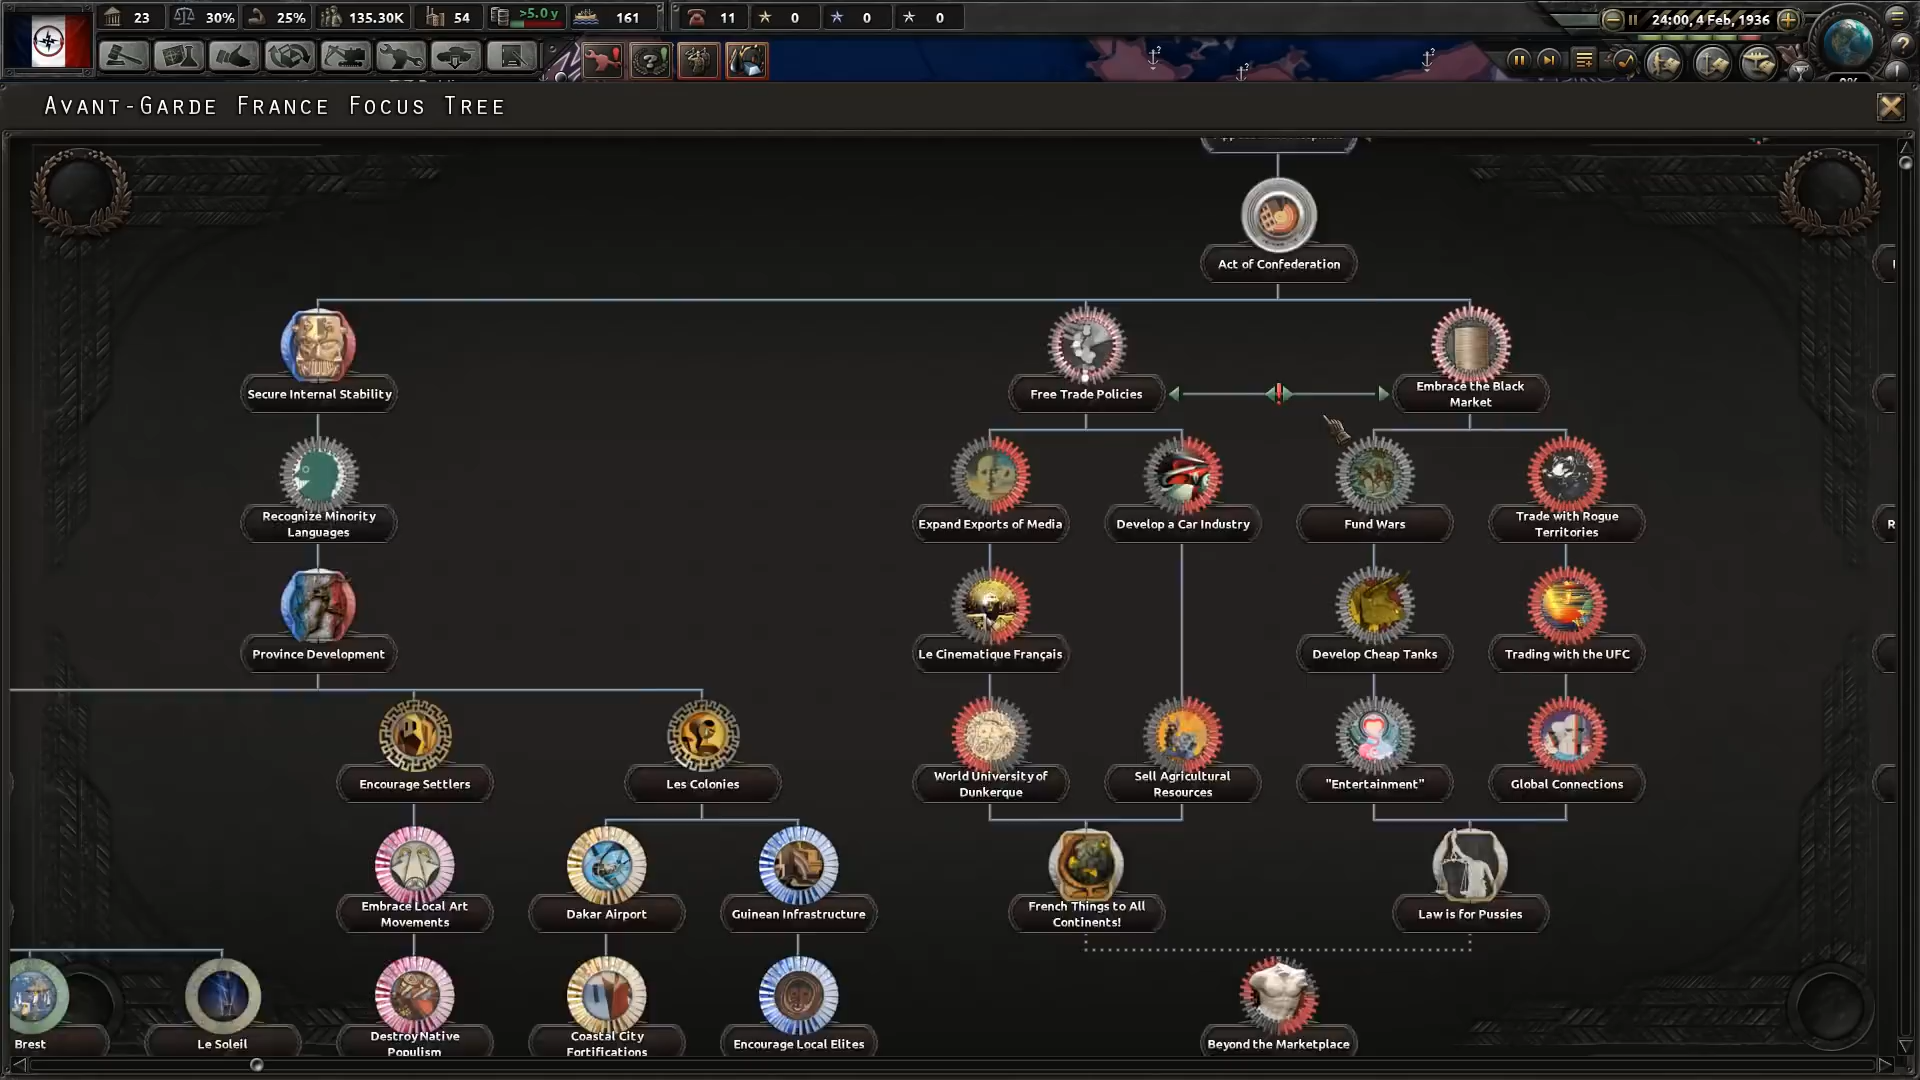 23
30%
25%
135.30K
54
>5.0 y
161
11
0
0
0
24:00, 4 Feb, 1936
Avant-Garde France Focus Tree
Act of Confederation
Secure Internal Stability
Free Trade Policies
Embrace the Black
Market
Recognize Minority
Languages
Expand Exports of Media
Develop a Car Industry
Fund Wars
Trade with Rogue
Territories
Province Development
Le Cinematique Français
Develop Cheap Tanks
Trading with the UFC
Encourage Settlers
Les Colonies
World University of
Dunkerque
Sell Agricultural
Resources
"Entertainment"
Global Connections
Embrace Local Art
Movements
Dakar Airport
Guinean Infrastructure
French Things to All
Continents!
Law is for Pussies
Brest
Le Soleil
Destroy Native
Populism
Coastal City
Fortifications
Encourage Local Elites
Beyond the Marketplace